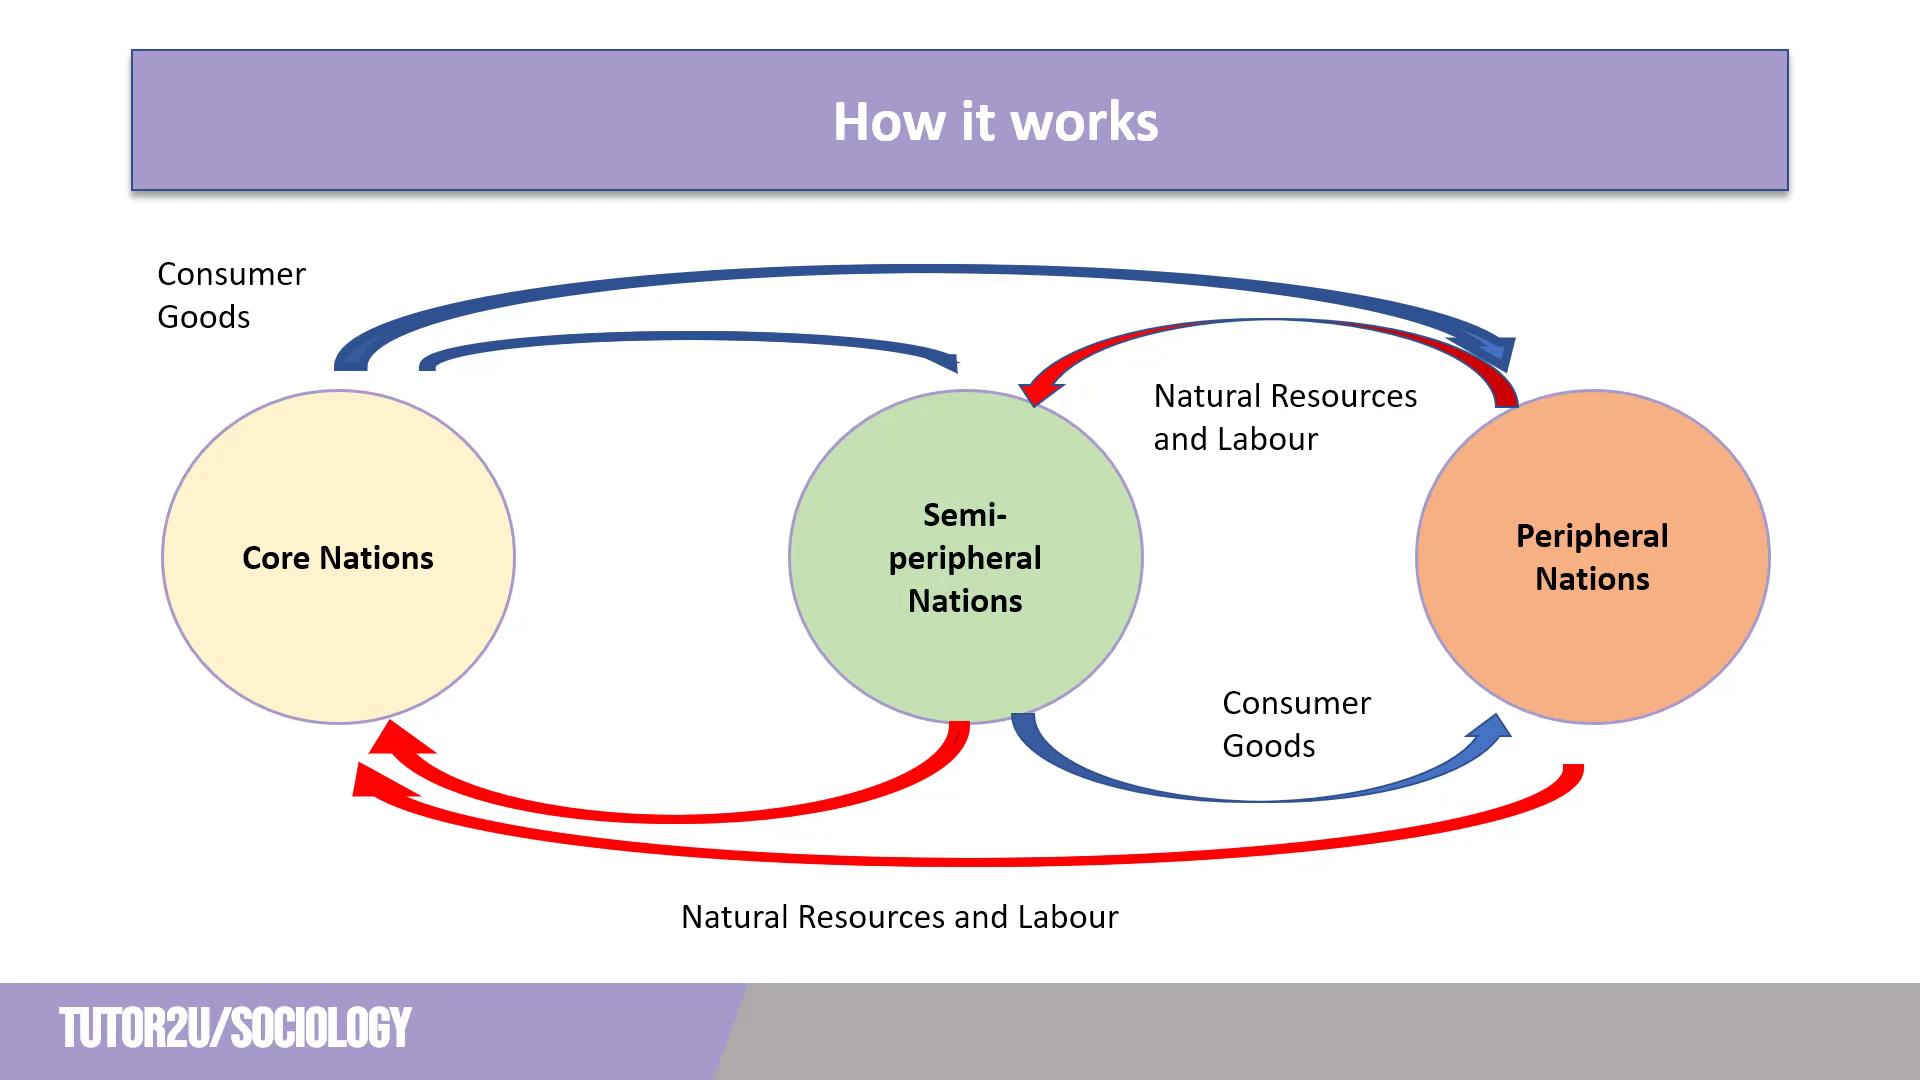 How it works
Consumer
Goods
Natural Resources
and Labour
Core Nations
Semi-
peripheral
Nations
Peripheral
Nations
Consumer
Goods
Natural Resources and Labour
TUTOR2U/SOCIOLOGY